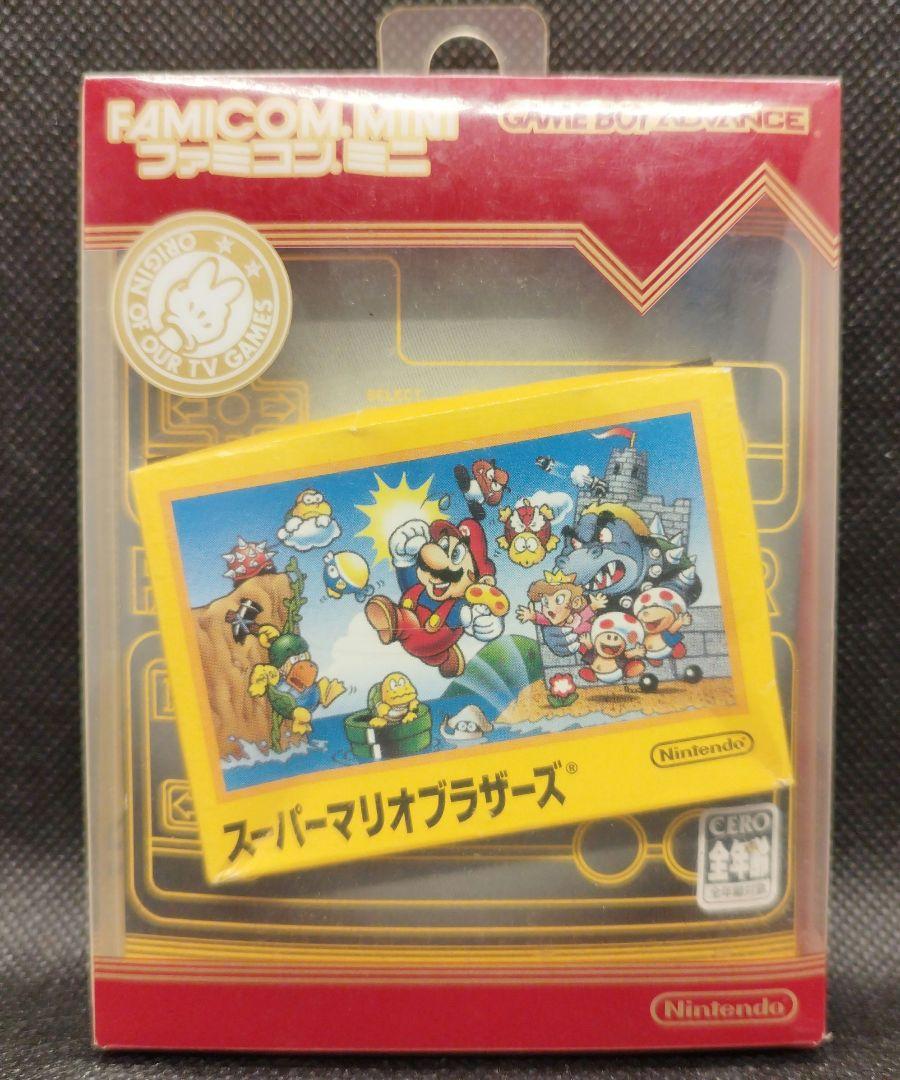 FAMICOM.MINI
ファミコン.ミニ
GAME BOY ADVANCE
ORIGIN OF OUR TV GAMES
SELECT
スーパーマリオブラザーズ®
Nintendo®
CERO
全年齢
Nintendo®